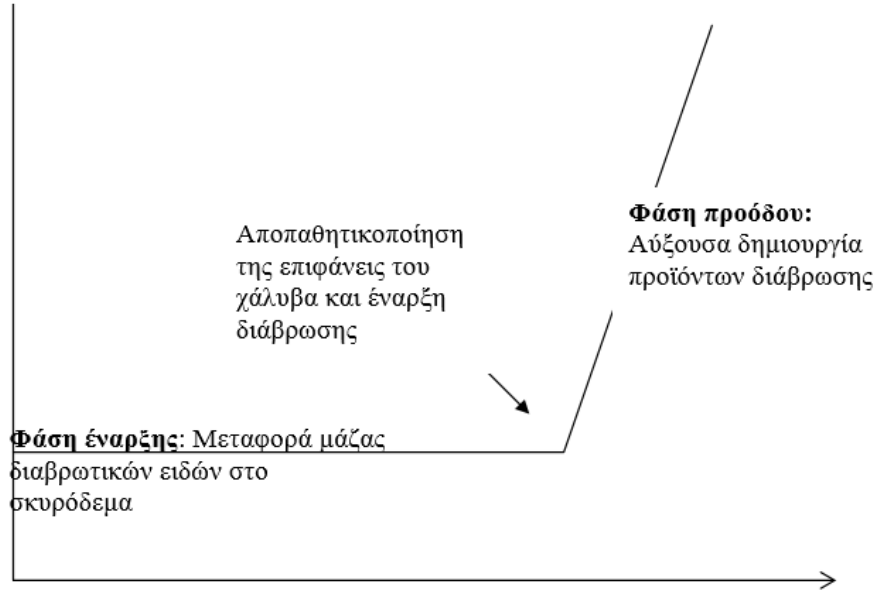 Αποπαθητικοποίηση
της επιφάνεις του
χάλυβα και έναρξη
διάβρωσης
Φάση προόδου:
Αύξουσα δημιουργία
προϊόντων διάβρωσης
Φάση έναρξης: Μεταφορά μάζας
διαβρωτικών ειδών στο
σκυρόδεμα